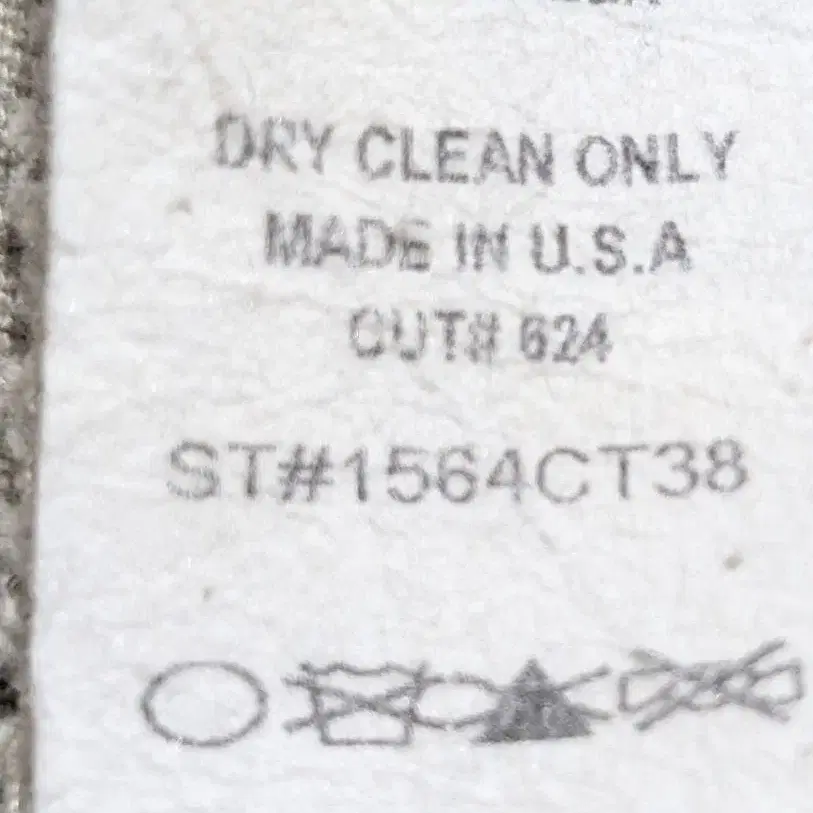 DRY CLEAN ONLY
MADE IN U.S.A
CUT# 624
ST#1564CT38